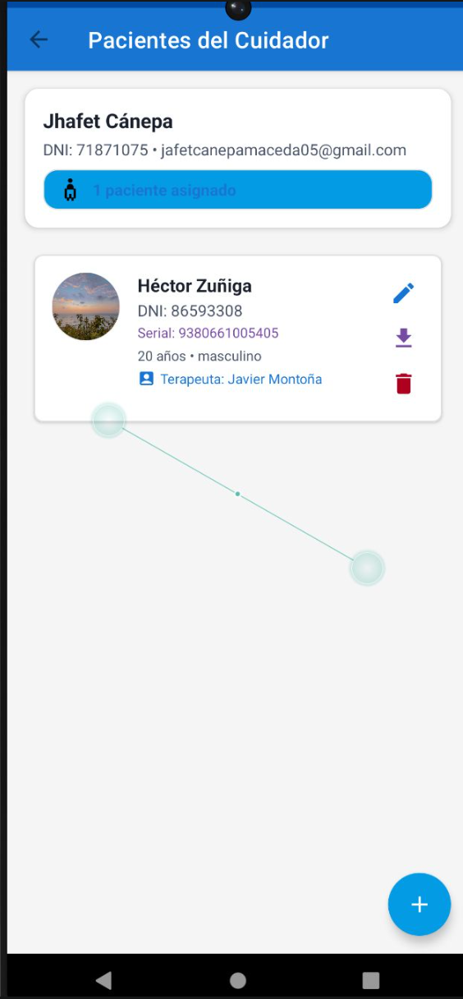 Pacientes del Cuidador
Jhafet Cánepa
DNI: 71871075 • jafetcanepamaceda05@gmail.com
1 paciente asignado
Héctor Zuñiga
DNI: 86593308
Serial: 9380661005405
20 años • masculino
Terapeuta: Javier Montoña